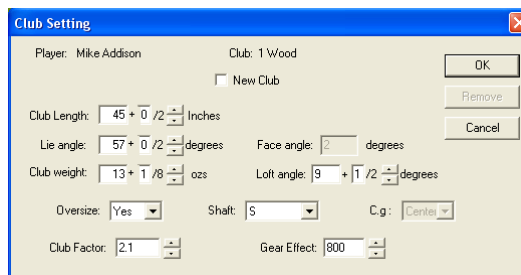 Club Setting
Player: Mike Addison Club: 1 Wood
New Club
OK
Remove
Cancel
Club Length: 45 + 0 /2 Inches
Lie angle: 57 + 0 /2 degrees Face angle: 2 degrees
Club weight: 13 + 1 /8 ozs Loft angle: 9 + 1 /2 degrees
Oversize: Yes Shaft: S C.g : Center
Club Factor: 2.1 Gear Effect: 800